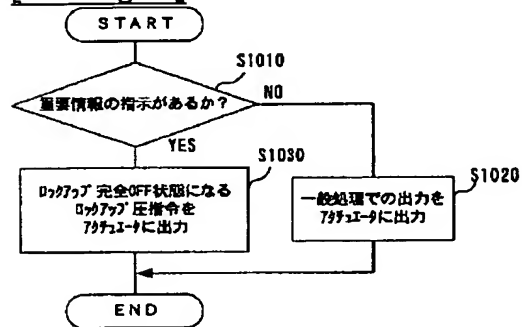 START
S1010
重要情報の指示があるか?
NO
YES
S1030
ロックアップ 完全OFF状態になる
ロックアップ 圧指令を
アクチュエータに出力
S1020
一般処理での出力を
アクチュエータに出力
END